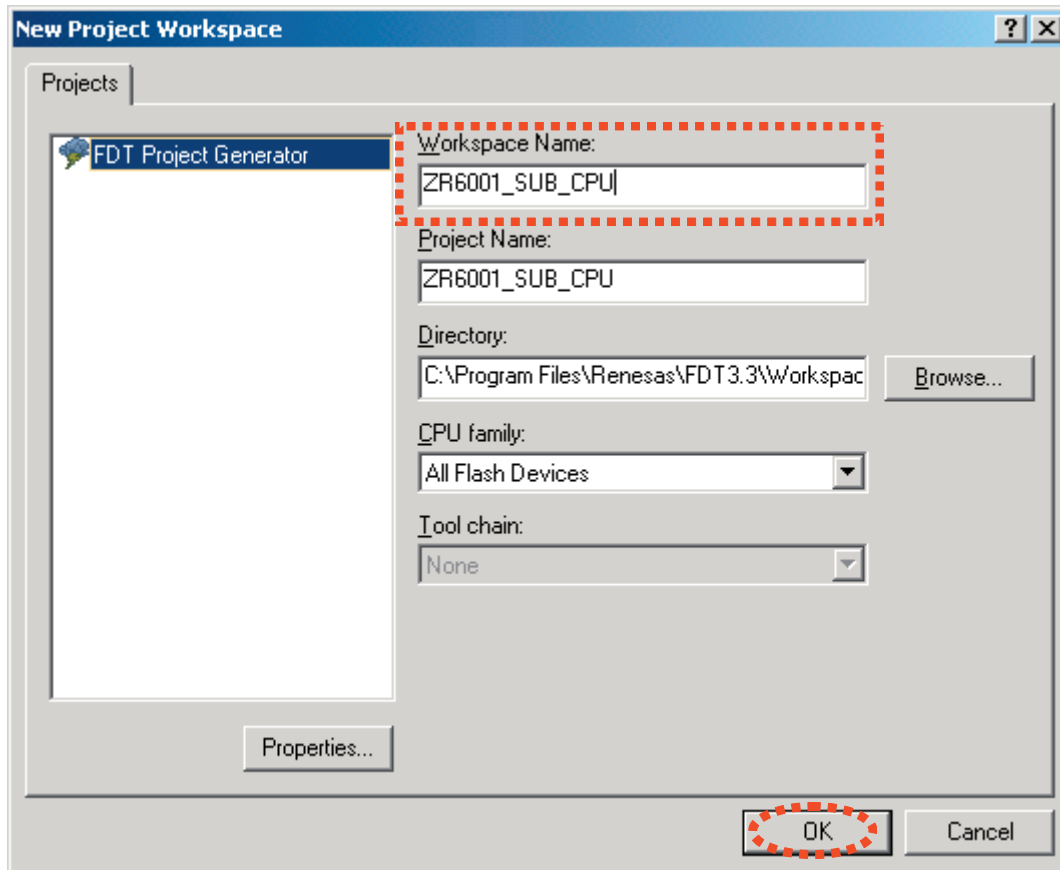 New Project Workspace
Projects
FDT Project Generator
Workspace Name:
ZR6001_SUB_CPU
Project Name:
ZR6001_SUB_CPU
Directory:
C:\Program Files\Renesas\FDT3.3\Workspac
Browse...
CPU family:
All Flash Devices
Tool chain:
None
Properties...
OK
Cancel